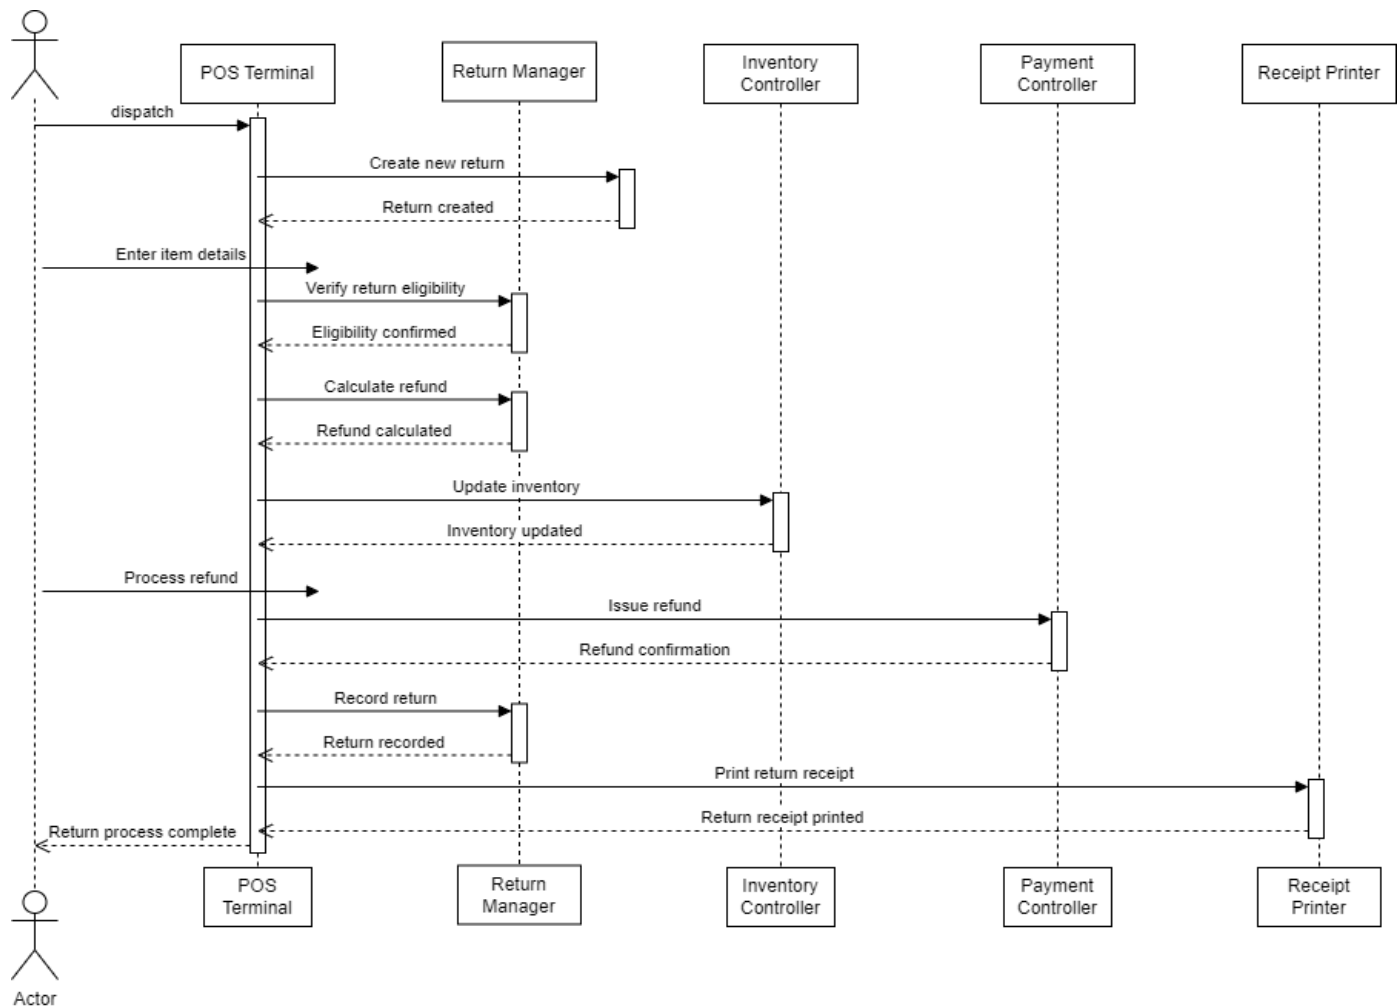 POS Terminal
Return Manager
Inventory
Controller
Payment
Controller
Receipt Printer
dispatch
Create new return
Return created
Enter item details
Verify return eligibility
Eligibility confirmed
Calculate refund
Refund calculated
Update inventory
Inventory updated
Process refund
Issue refund
Refund confirmation
Record return
Return recorded
Print return receipt
Return receipt printed
Return process complete
POS
Terminal
Return
Manager
Inventory
Controller
Payment
Controller
Receipt
Printer
Actor